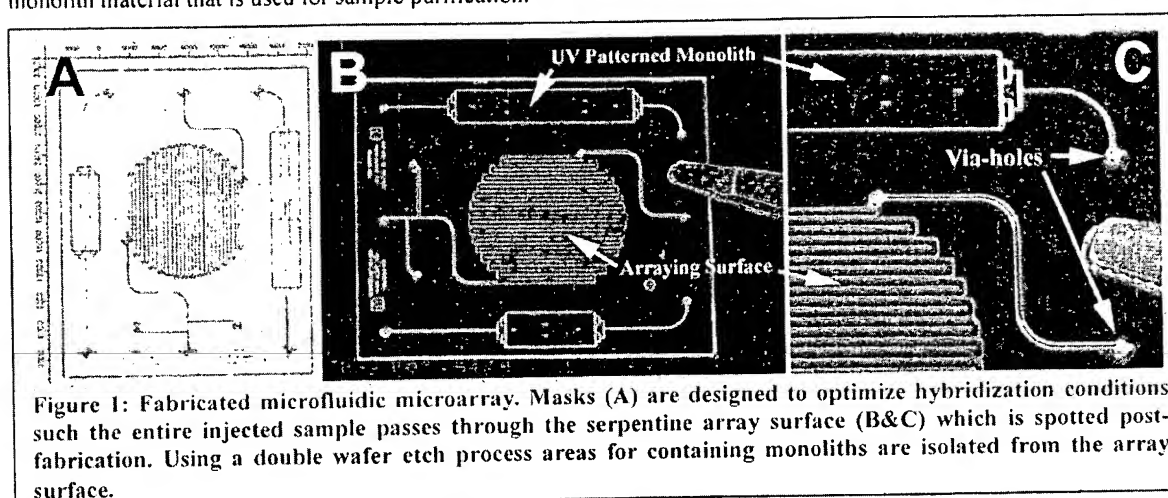 monolith material that is used for sample purification.
A
B
UV Patterned Monolith
C
Via-holes
Arraying Surface
Figure 1: Fabricated microfluidic microarray. Masks (A) are designed to optimize hybridization conditions
such the entire injected sample passes through the serpentine array surface (B&C) which is spotted post-
fabrication. Using a double wafer etch process areas for containing monoliths are isolated from the array
surface.